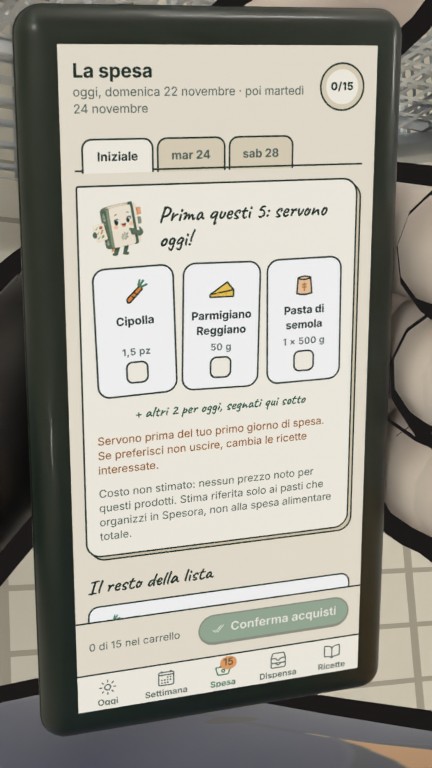 La spesa
oggi, domenica 22 novembre · poi martedì
24 novembre
0/15
Iniziale
mar 24
sab 28
Prima questi 5: servono
oggi!
Cipolla
1,5 pz
Parmigiano
Reggiano
50 g
Pasta di
semola
1 × 500 g
+ altri 2 per oggi, segnati qui sotto
Servono prima del tuo primo giorno di spesa.
Se preferisci non uscire, cambia le ricette
interessate.
Costo non stimato: nessun prezzo noto per
questi prodotti. Stima riferita solo ai pasti che
organizzi in Spesora, non alla spesa alimentare
totale.
Il resto della lista
0 di 15 nel carrello
Conferma acquisti
Oggi
Settimana
15
Spesa
Dispensa
Ricette